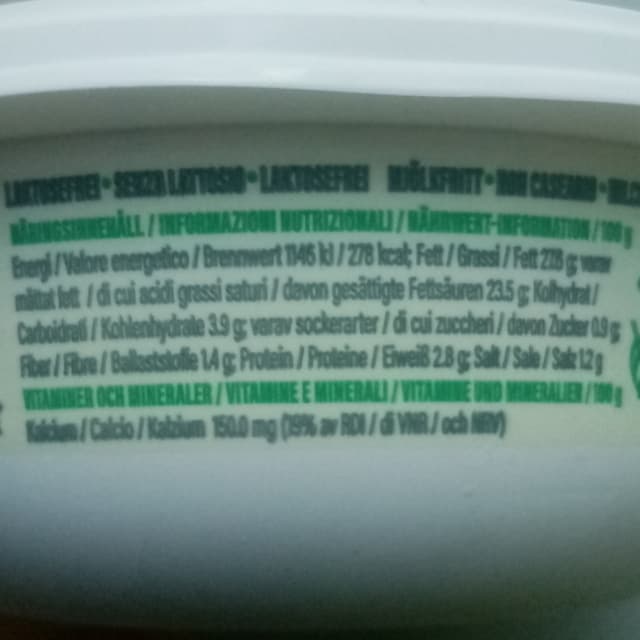 LAKTOSEFREI • SENZA LATTOSIO • LAKTOSEFREI MJÖLKFRITT • NON CASEARIO •
NÄRINGSINNEHÅLL / INFORMAZIONI NUTRIZIONALI / NÄHRWERT-INFORMATION / 100 g
Energi / Valore energetico / Brennwert 1146 kJ / 278 kcal; Fett / Grassi / Fett 27.8 g; varav
mättat fett / di cui acidi grassi saturi / davon gesättigte Fettsäuren 23.5 g; Kolhydrat /
Carboidrati / Kohlenhydrate 3.9 g; varav sockerarter / di cui zuccheri / davon Zucker 0.9 g
Fiber / Fibre / Ballaststoffe 1.4 g; Protein / Proteine / Eiweiß 2.8 g; Salt / Sale / Salz 1.2 g
VITAMINER OCH MINERALER / VITAMINE E MINERALI / VITAMINE UND MINERALIEN / 100 g
Kalcium / Calcio / Kalzium 150.0 mg (19% av RDI / di VNR / och NRV)